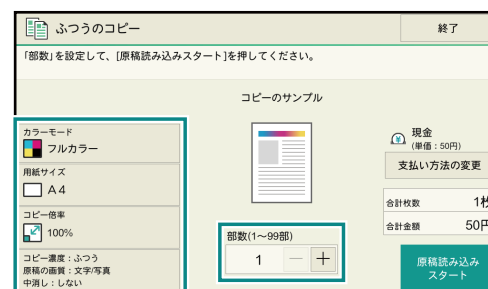 ふつうのコピー
終了
「部数」を設定して、[原稿読み込みスタート]を押してください。
コピーのサンプル
カラーモード
フルカラー
用紙サイズ
A4
コピー倍率
100%
コピー濃度：ふつう
原稿の画質：文字/写真
中消し：しない
部数(1～99部)
1
－
＋
現金
(単価：50円)
支払い方法の変更
合計枚数 1枚
合計金額 50円
原稿読み込み
スタート